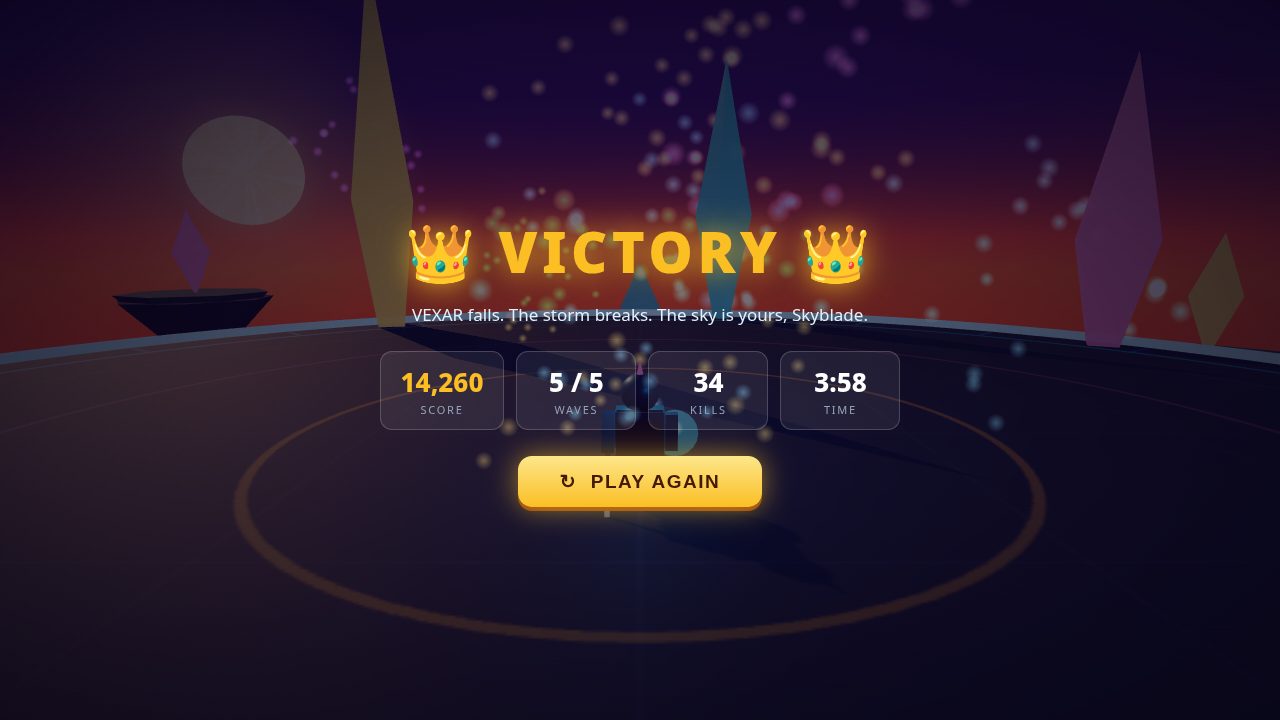 👑 VICTORY 👑
VEXAR falls. The storm breaks. The sky is yours, Skyblade.
14,260 5 / 5 34 3:58
SCORE WAVES KILLS TIME
↻ PLAY AGAIN